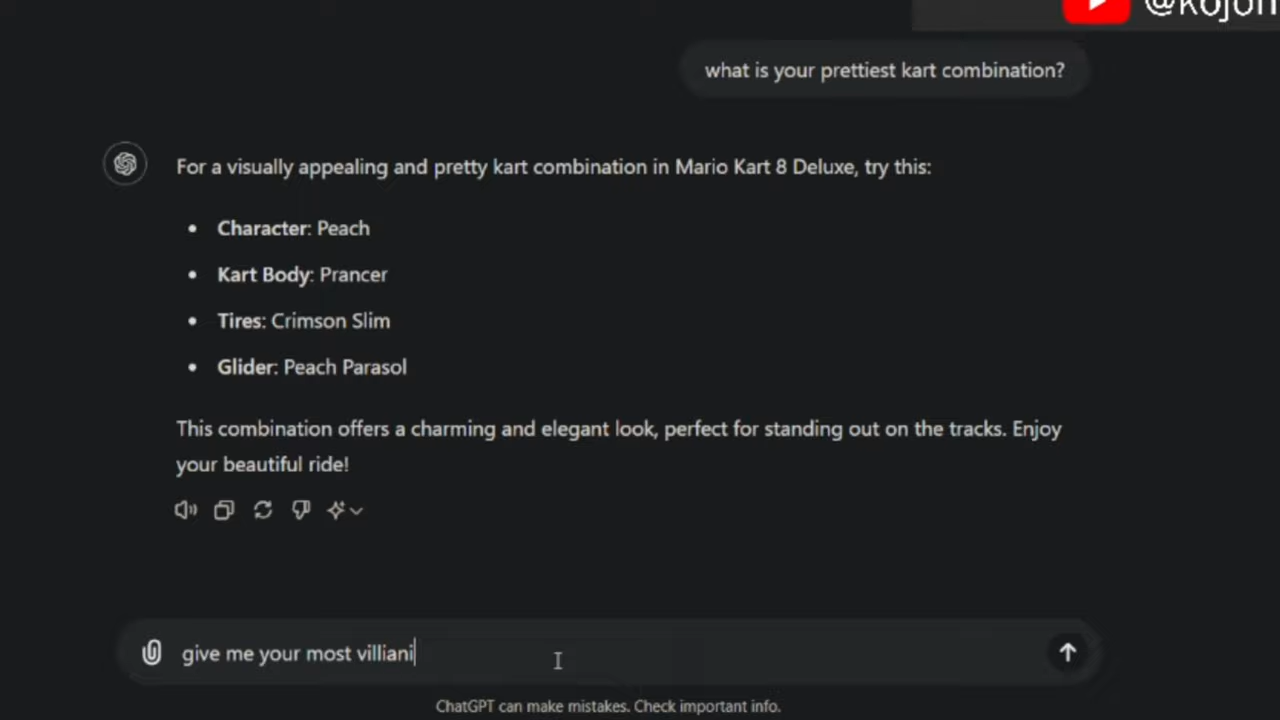 what is your prettiest kart combination?
For a visually appealing and pretty kart combination in Mario Kart 8 Deluxe, try this:
• Character: Peach
• Kart Body: Prancer
• Tires: Crimson Slim
• Glider: Peach Parasol
This combination offers a charming and elegant look, perfect for standing out on the tracks. Enjoy
your beautiful ride!
give me your most villiani
ChatGPT can make mistakes. Check important info.